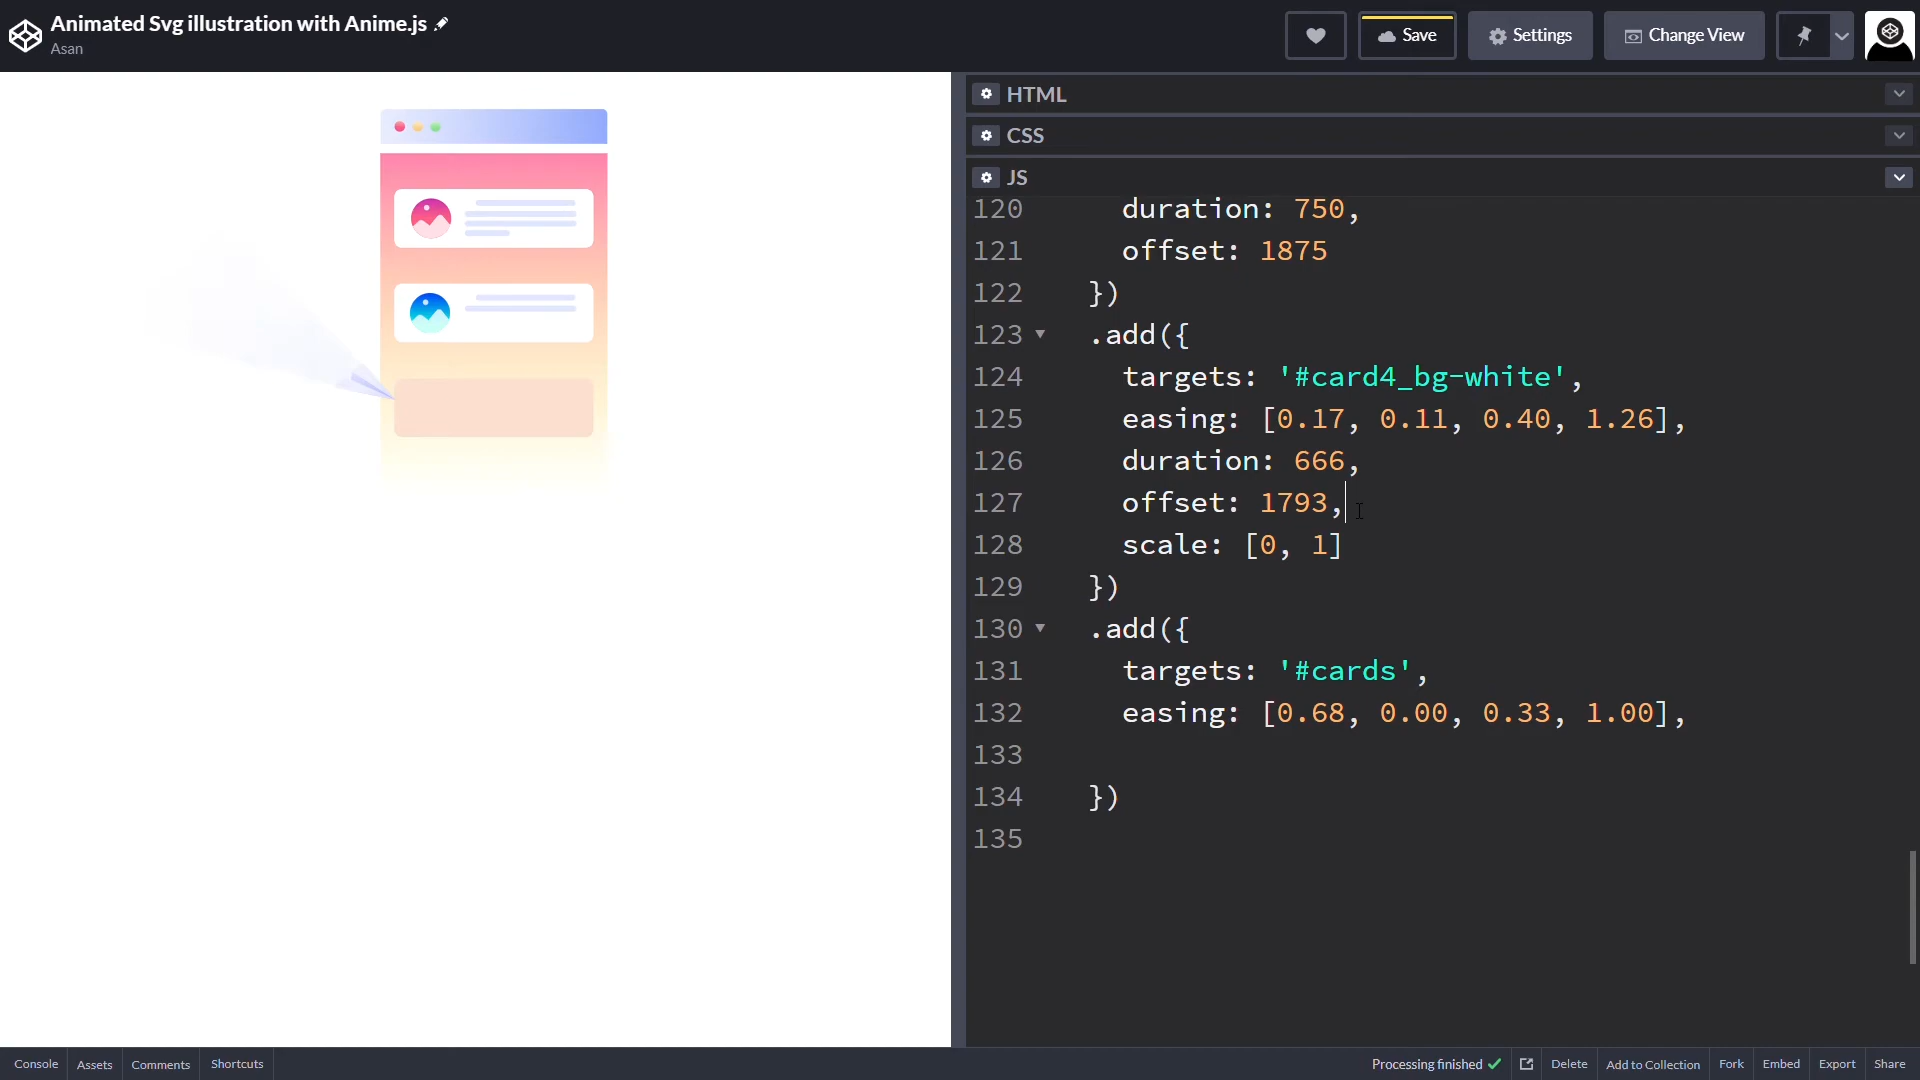 Animated Svg illustration with Anime.js
Asan
Save
Settings
Change View
HTML
CSS
JS
120 duration: 750,
121 offset: 1875
122 })
123 .add({
124 targets: '#card4_bg-white',
125 easing: [0.17, 0.11, 0.40, 1.26],
126 duration: 666,
127 offset: 1793,
128 scale: [0, 1]
129 })
130 .add({
131 targets: '#cards',
132 easing: [0.68, 0.00, 0.33, 1.00],
133
134 })
135
Console Assets Comments Shortcuts Processing finished Delete Add to Collection Fork Embed Export Share